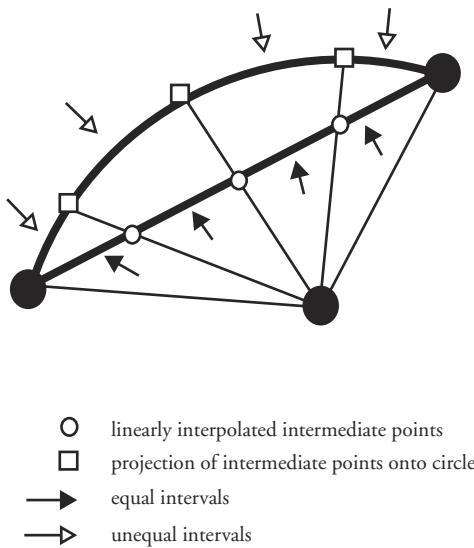 linearly interpolated intermediate points
projection of intermediate points onto circle
equal intervals
unequal intervals